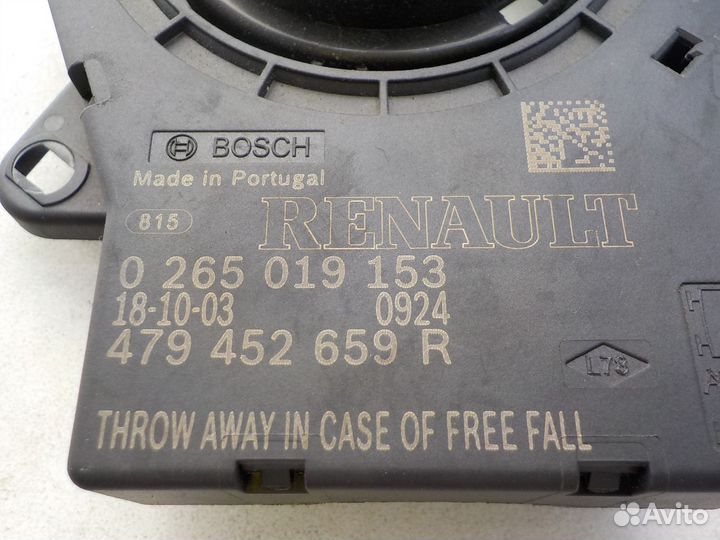 BOSCH
Made in Portugal
815
RENAULT
0 265 019 153
18-10-03 0924
479 452 659 R
L7S
THROW AWAY IN CASE OF FREE FALL
Avito